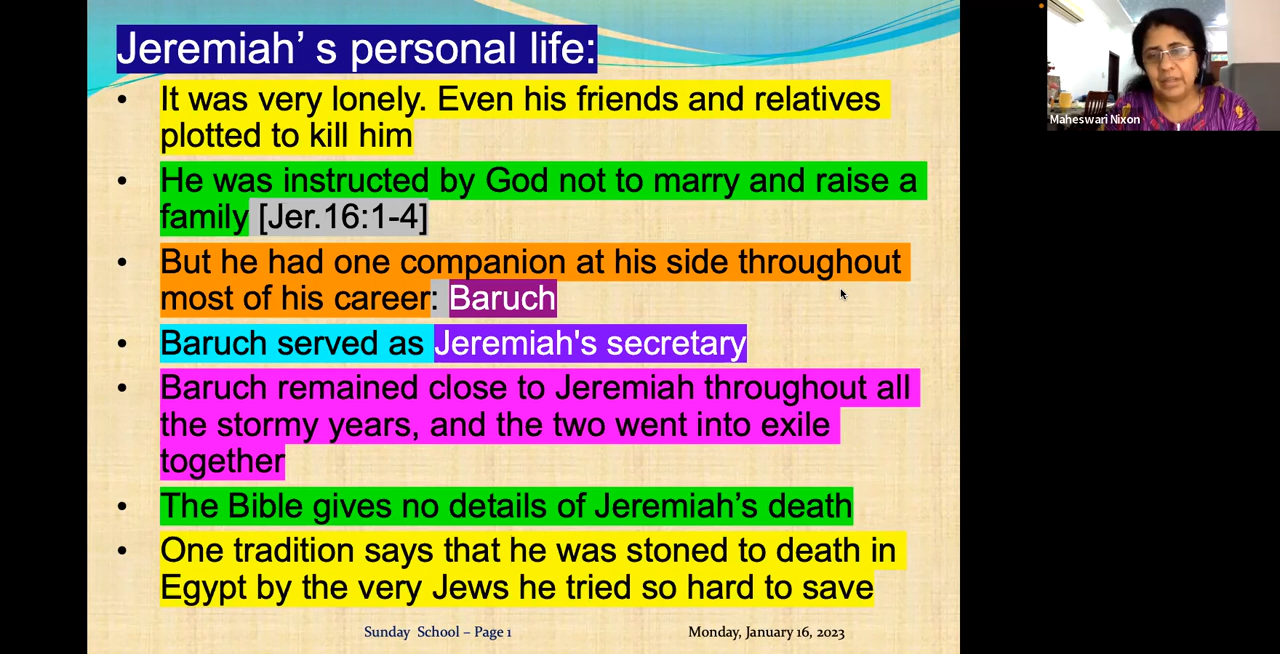 Jeremiah’ s personal life:
• It was very lonely. Even his friends and relatives
plotted to kill him
• He was instructed by God not to marry and raise a
family [Jer.16:1-4]
• But he had one companion at his side throughout
most of his career: Baruch
• Baruch served as Jeremiah's secretary
• Baruch remained close to Jeremiah throughout all
the stormy years, and the two went into exile
together
• The Bible gives no details of Jeremiah’s death
• One tradition says that he was stoned to death in
Egypt by the very Jews he tried so hard to save
Sunday School – Page 1
Monday, January 16, 2023
Maheswari Nixon